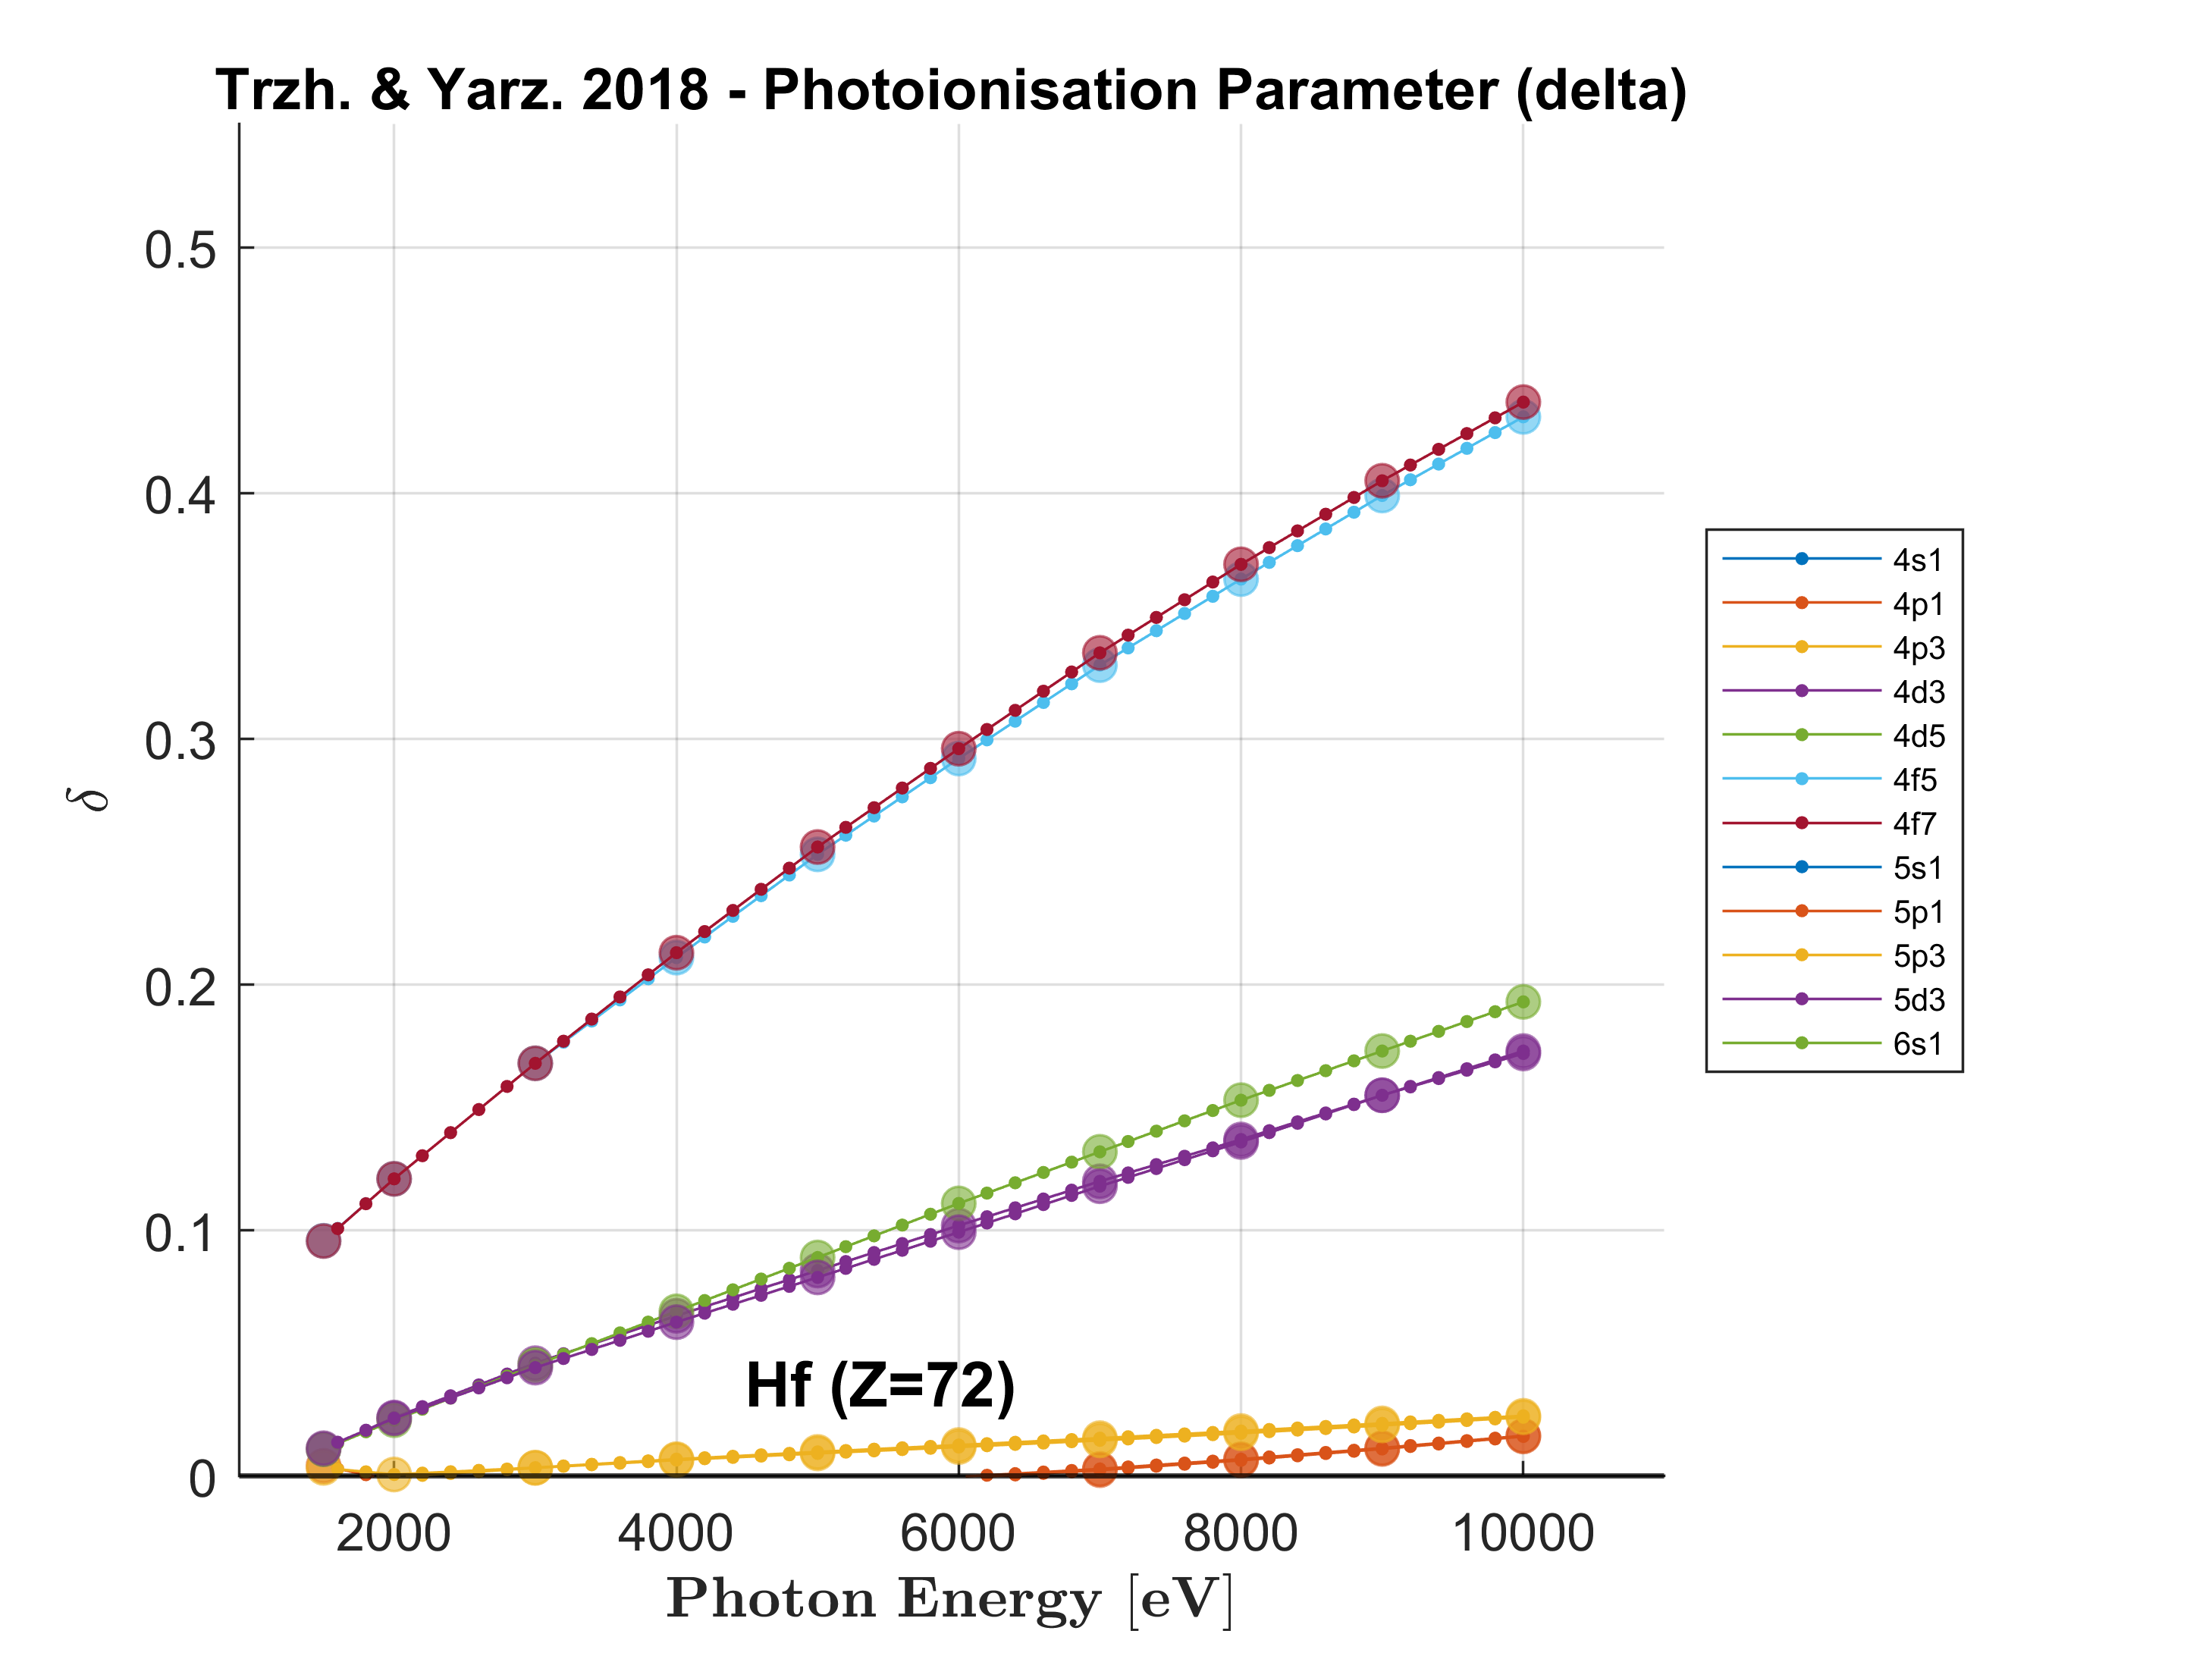 Trzh. & Yarz. 2018 - Photoionisation Parameter (delta)
0.5
0.4
0.3
0.2
0.1
0
δ
2000 4000 6000 8000 10000
Photon Energy [eV]
Hf (Z=72)
4s1
4p1
4p3
4d3
4d5
4f5
4f7
5s1
5p1
5p3
5d3
6s1